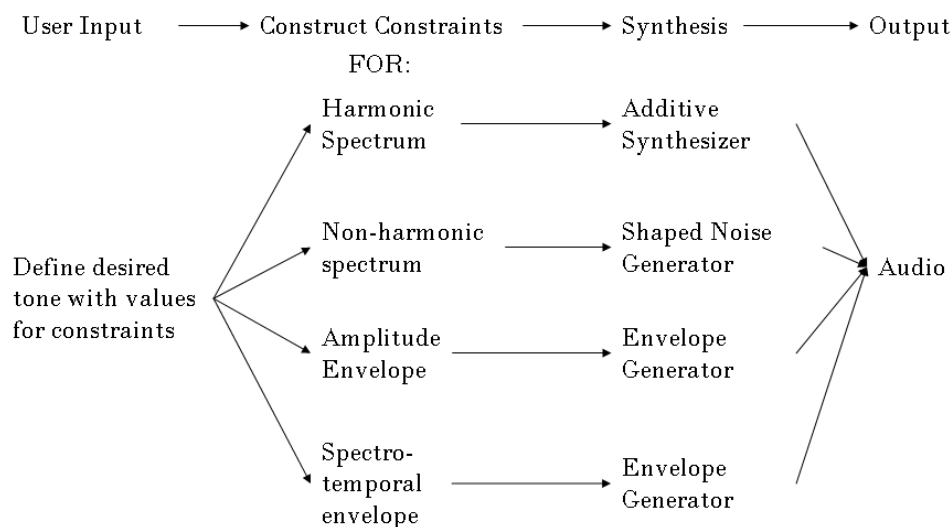 User Input
Construct Constraints
Synthesis
Output
FOR:
Harmonic
Spectrum
Additive
Synthesizer
Non-harmonic
spectrum
Shaped Noise
Generator
Define desired
tone with values
for constraints
Audio
Amplitude
Envelope
Envelope
Generator
Spectro-
temporal
envelope
Envelope
Generator